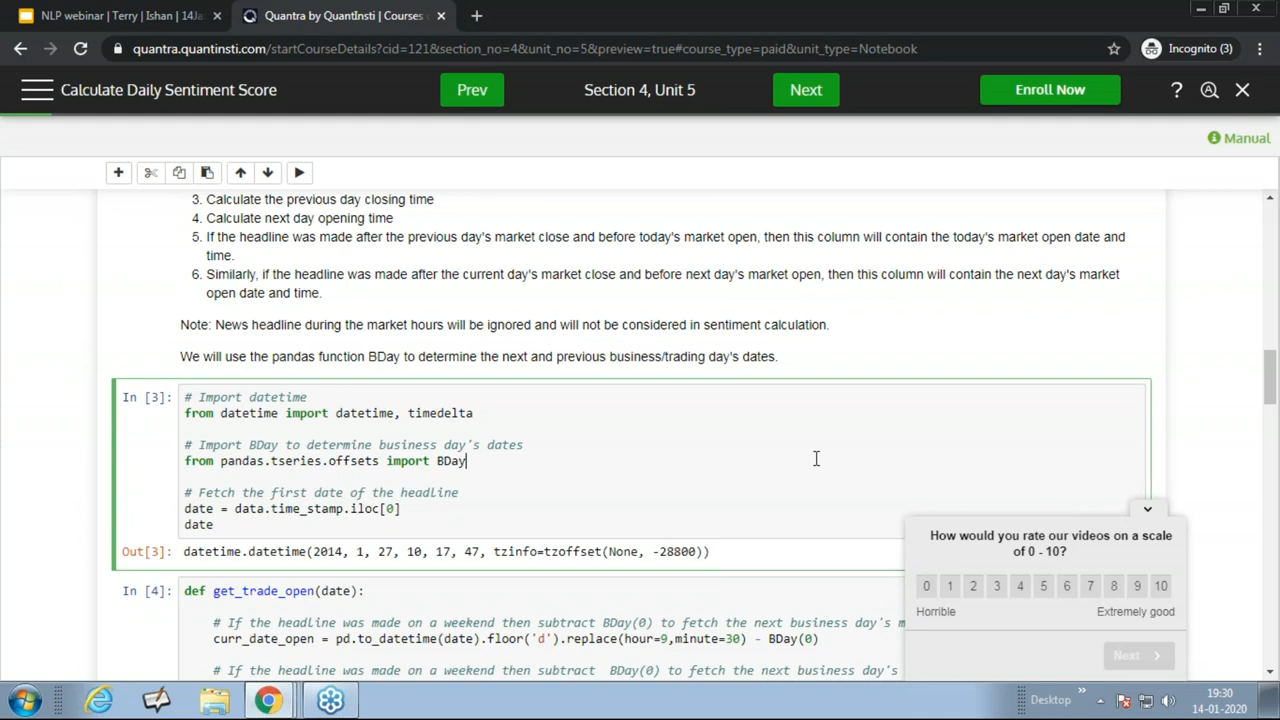 NLP webinar | Terry | Ishan | 14Ja
Quantra by QuantInsti | Courses
quantra.quantinsti.com/startCourseDetails?cid=121&section_no=4&unit_no=5&preview=true#course_type=paid&unit_type=Notebook
Incognito (3)
Calculate Daily Sentiment Score
Prev
Section 4, Unit 5
Next
Enroll Now
Manual
3. Calculate the previous day closing time
4. Calculate next day opening time
5. If the headline was made after the previous day's market close and before today's market open, then this column will contain the today's market open date and
time.
6. Similarly, if the headline was made after the current day's market close and before next day's market open, then this column will contain the next day's market
open date and time.
Note: News headline during the market hours will be ignored and will not be considered in sentiment calculation.
We will use the pandas function BDay to determine the next and previous business/trading day's dates.
In [3]:
# Import datetime
from datetime import datetime, timedelta
# Import BDay to determine business day's dates
from pandas.tseries.offsets import BDay
# Fetch the first date of the headline
date = data.time_stamp.iloc[0]
date
Out[3]: datetime.datetime(2014, 1, 27, 10, 17, 47, tzinfo=tzoffset(None, -28800))
In [4]:
def get_trade_open(date):
# If the headline was made on a weekend then subtract BDay(0) to fetch the next business day's m
curr_date_open = pd.to_datetime(date).floor('d').replace(hour=9,minute=30) - BDay(0)
# If the headline was made on a weekend then subtract  BDay(0) to fetch the next business day's
How would you rate our videos on a scale
of 0 - 10?
0 1 2 3 4 5 6 7 8 9 10
Horrible
Extremely good
Next
Desktop
19:30
14-01-2020